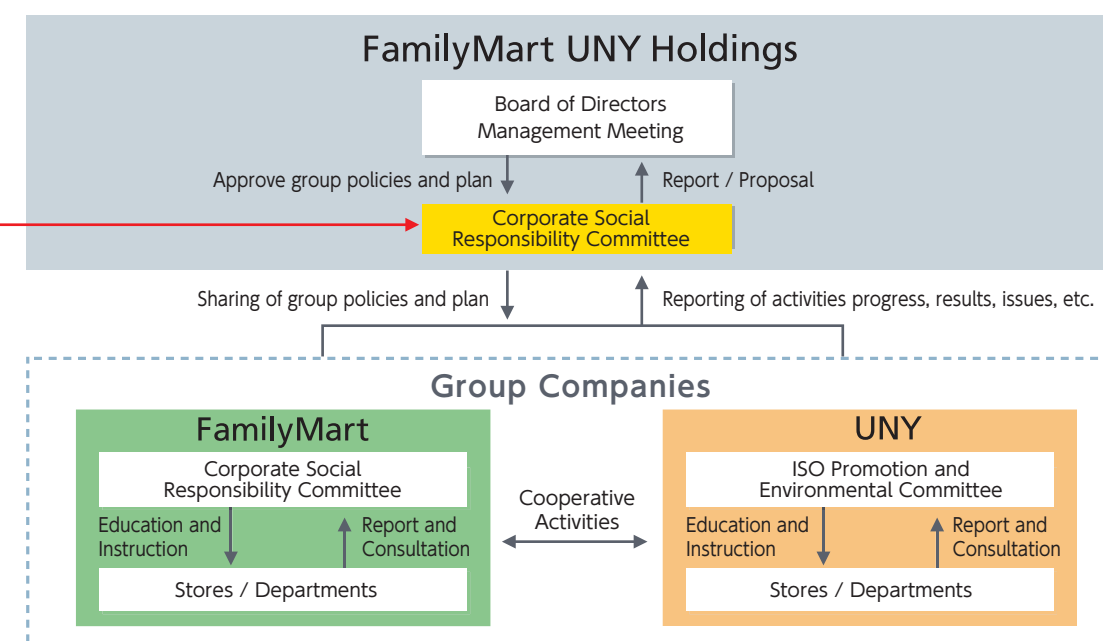 FamilyMart UNY Holdings
Board of Directors
Management Meeting
Approve group policies and plan
Report / Proposal
Corporate Social
Responsibility Committee
Sharing of group policies and plan
Reporting of activities progress, results, issues, etc.
Group Companies
FamilyMart
Corporate Social
Responsibility Committee
Education and
Instruction
Report and
Consultation
Stores / Departments
Cooperative
Activities
UNY
ISO Promotion and
Environmental Committee
Education and
Instruction
Report and
Consultation
Stores / Departments